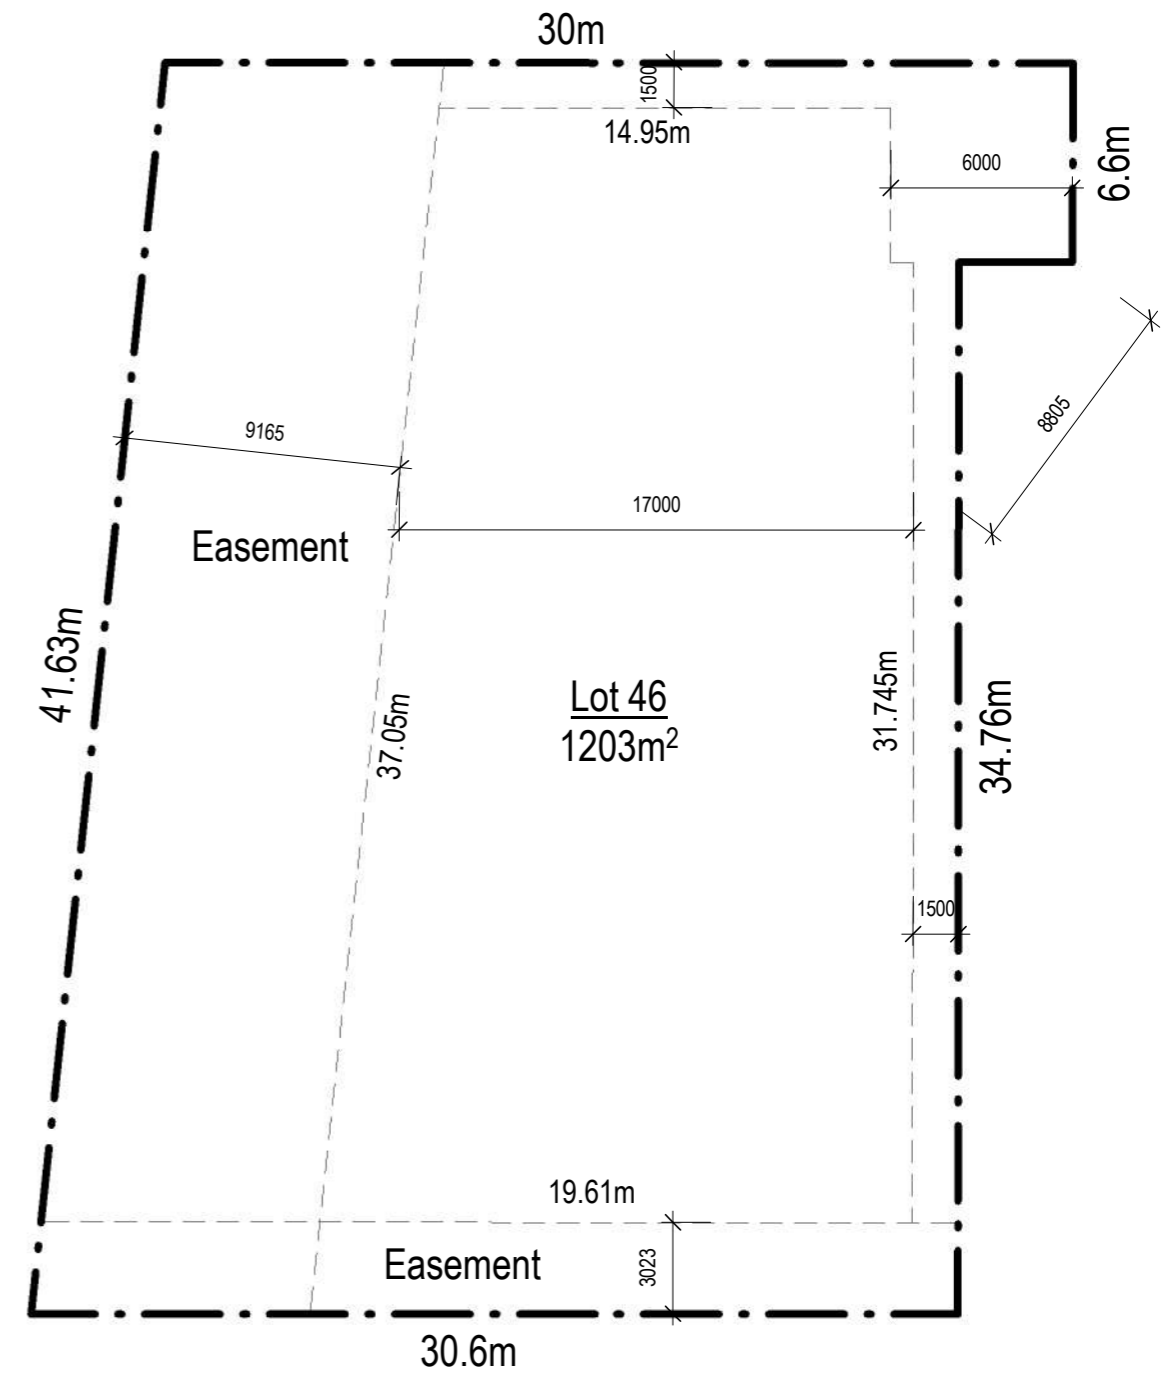 30m
1500
14.95m
6000
6.6m
8805
9165
17000
Easement
41.63m
37.05m
Lot 46
1203m²
31.745m
34.76m
1500
19.61m
Easement
3023
30.6m